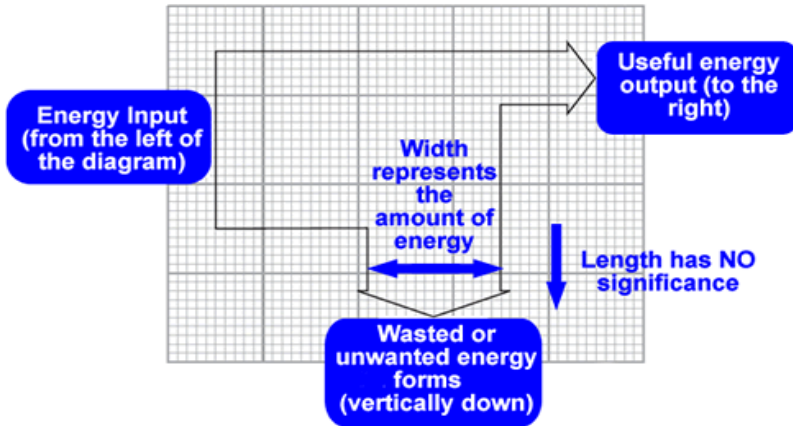 Energy Input
(from the left of
the diagram)
Useful energy
output (to the
right)
Width
represents
the
amount of
energy
Length has NO
significance
Wasted or
unwanted energy
forms
(vertically down)